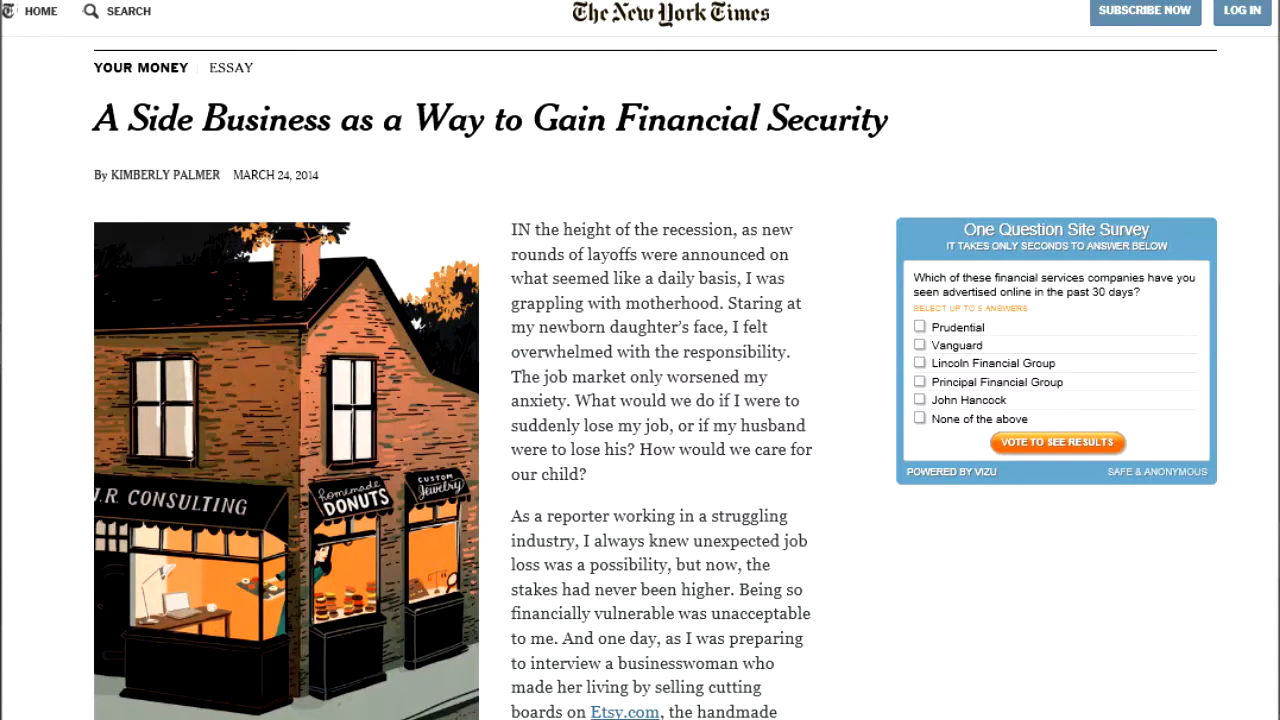 HOME
SEARCH
The New York Times
SUBSCRIBE NOW
LOG IN
YOUR MONEY
ESSAY
A Side Business as a Way to Gain Financial Security
By KIMBERLY PALMER MARCH 24, 2014
J.R. CONSULTING
homemade
DONUTS
CUSTOM
Jewelry
IN the height of the recession, as new
rounds of layoffs were announced on
what seemed like a daily basis, I was
grappling with motherhood. Staring at
my newborn daughter's face, I felt
overwhelmed with the responsibility.
The job market only worsened my
anxiety. What would we do if I were to
suddenly lose my job, or if my husband
were to lose his? How would we care for
our child?
As a reporter working in a struggling
industry, I always knew unexpected job
loss was a possibility, but now, the
stakes had never been higher. Being so
financially vulnerable was unacceptable
to me. And one day, as I was preparing
to interview a businesswoman who
made her living by selling cutting
boards on Etsy.com, the handmade
One Question Site Survey
IT TAKES ONLY SECONDS TO ANSWER BELOW
Which of these financial services companies have you
seen advertised online in the past 30 days?
SELECT UP TO 5 ANSWERS
Prudential
Vanguard
Lincoln Financial Group
Principal Financial Group
John Hancock
None of the above
VOTE TO SEE RESULTS
POWERED BY VIZU
SAFE & ANONYMOUS